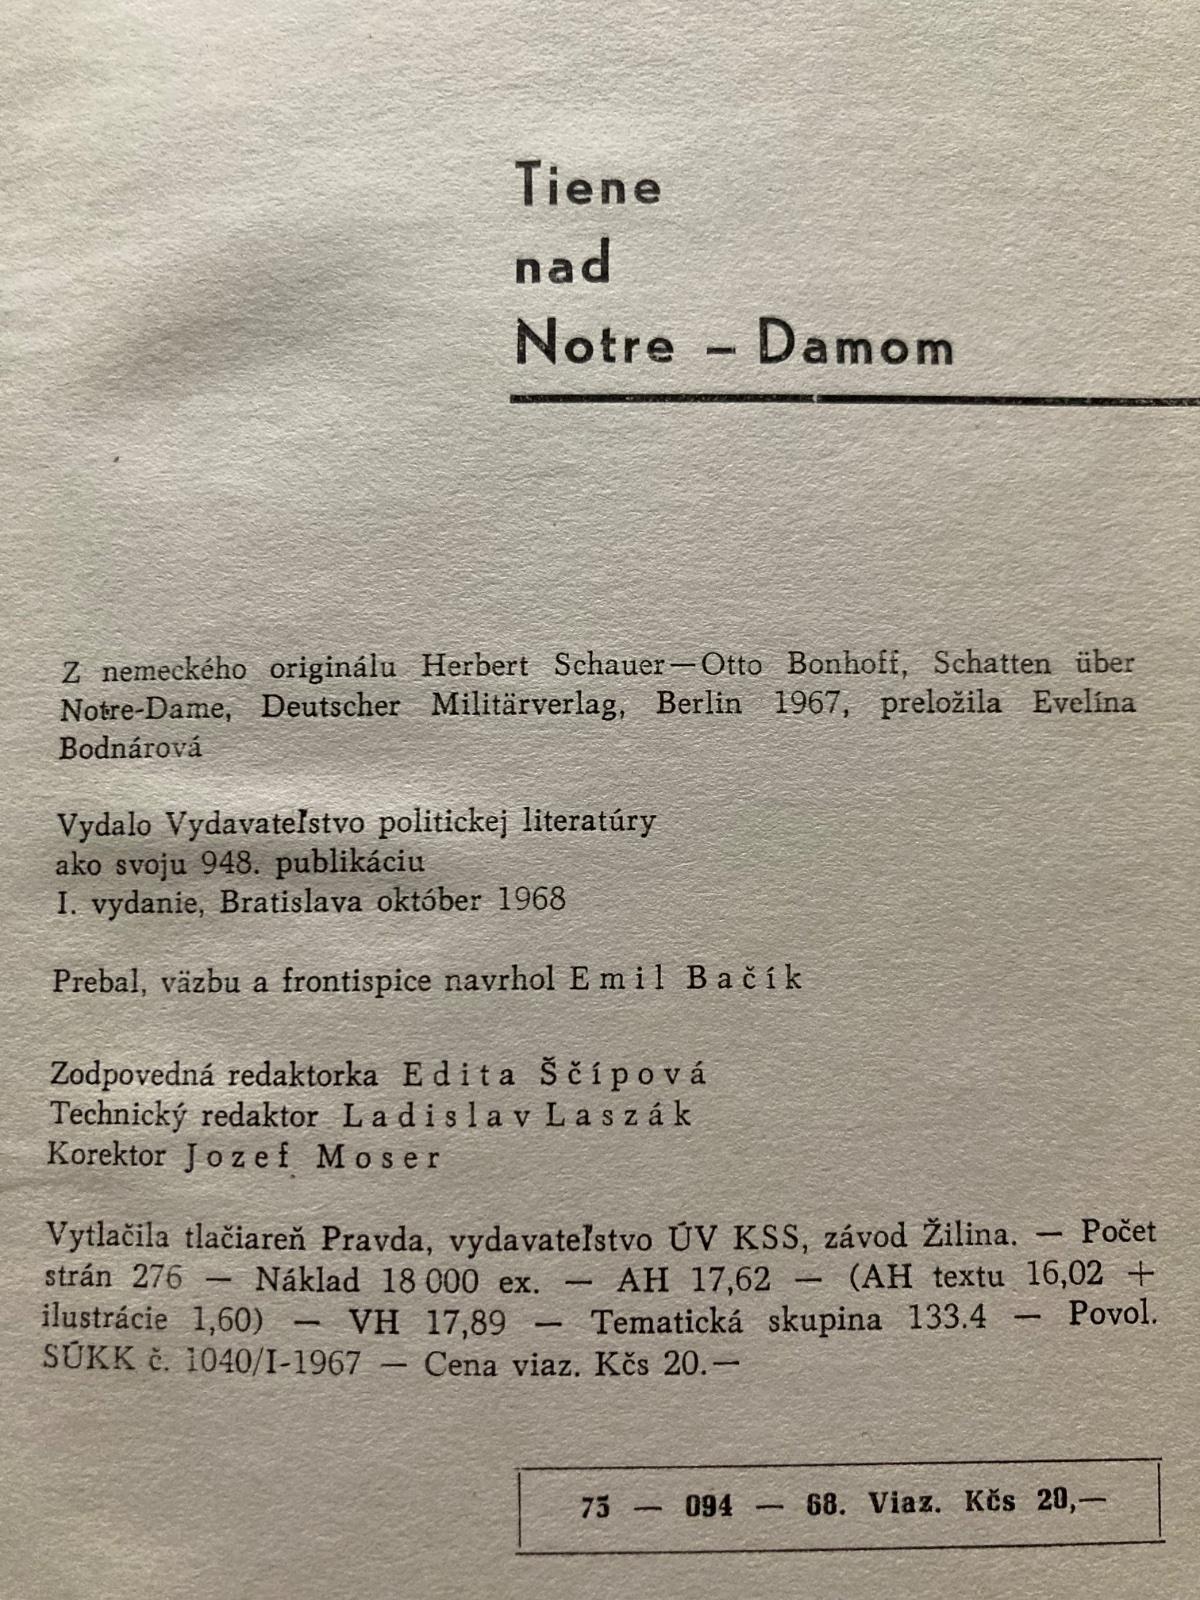 Tiene
nad
Notre – Damom
Z nemeckého originálu Herbert Schauer—Otto Bonhoff, Schatten über
Notre-Dame, Deutscher Militärverlag, Berlin 1967, preložila Evelína
Bodnárová
Vydalo Vydavateľstvo politickej literatúry
ako svoju 948. publikáciu
I. vydanie, Bratislava október 1968
Prebal, väzbu a frontispice navrhol Emil Bačík
Zodpovedná redaktorka Edita Ščípová
Technický redaktor Ladislav Laszák
Korektor Jozef Moser
Vytlačila tlačiareň Pravda, vydavateľstvo ÚV KSS, závod Žilina. — Počet
strán 276 — Náklad 18 000 ex. — AH 17,62 — (AH textu 16,02 +
ilustrácie 1,60) — VH 17,89 — Tematická skupina 133.4 — Povol.
SÚKK č. 1040/I-1967 — Cena viaz. Kčs 20.—
75 — 094 — 68. Viaz. Kčs 20,—